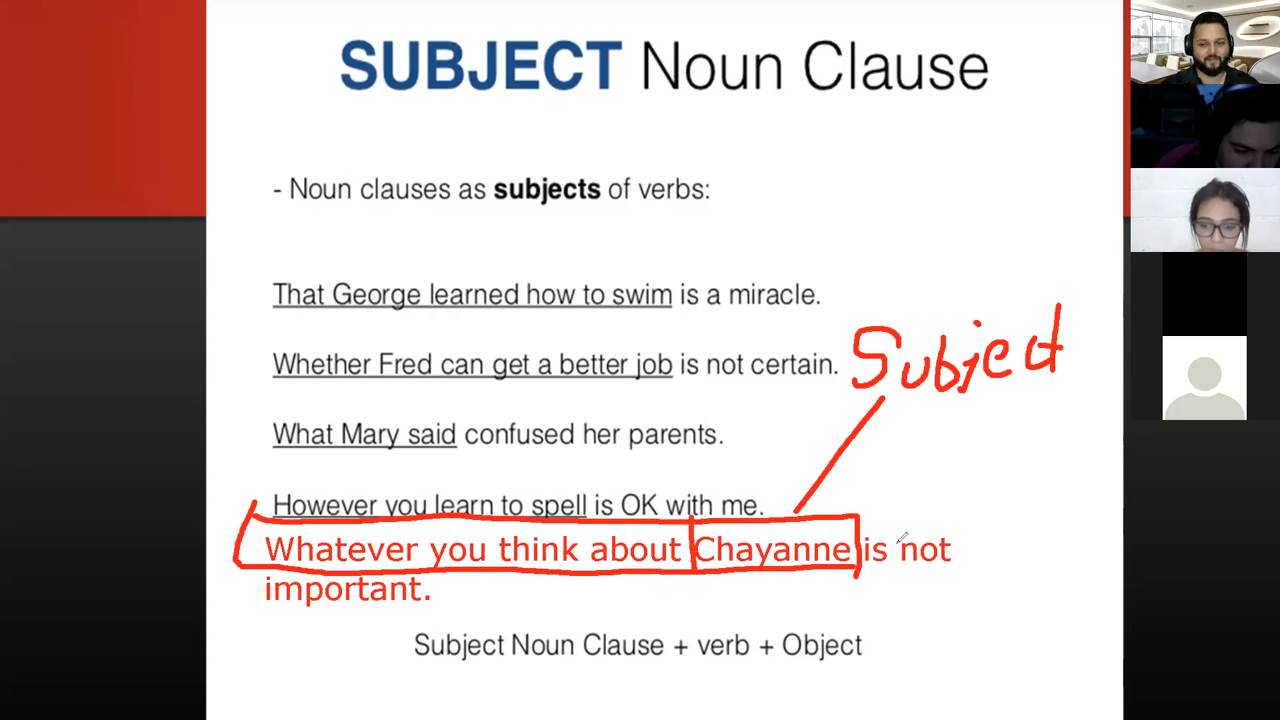 SUBJECT Noun Clause
- Noun clauses as subjects of verbs:
That George learned how to swim is a miracle.
Whether Fred can get a better job is not certain.
Subject
What Mary said confused her parents.
However you learn to spell is OK with me.
Whatever you think about Chayanne is not
important.
Subject Noun Clause + verb + Object